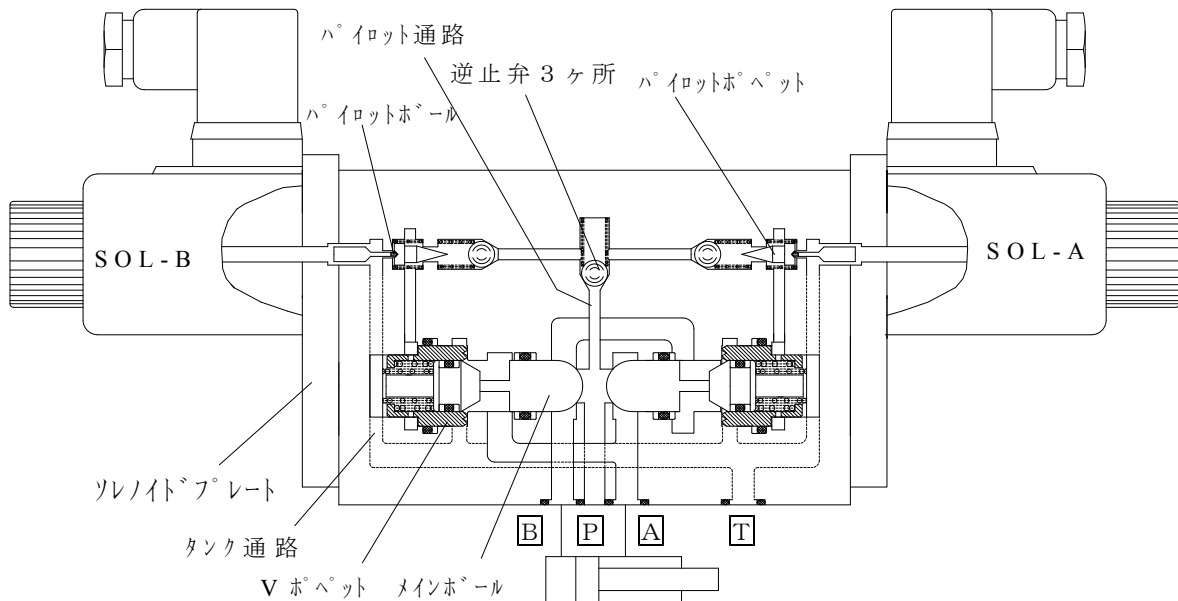 ﾊﾟｲﾛｯﾄ通路
逆止弁３ヶ所
ﾊﾟｲﾛｯﾄﾎﾟﾍﾟｯﾄ
ﾊﾟｲﾛｯﾄﾎﾞｰﾙ
SOL-B
SOL-A
ｿﾚﾉｲﾄﾞﾌﾟﾚｰﾄ
B
P
A
T
ﾀﾝｸ通路
V ﾎﾟﾍﾟｯﾄ
ﾒｲﾝﾎﾞｰﾙ